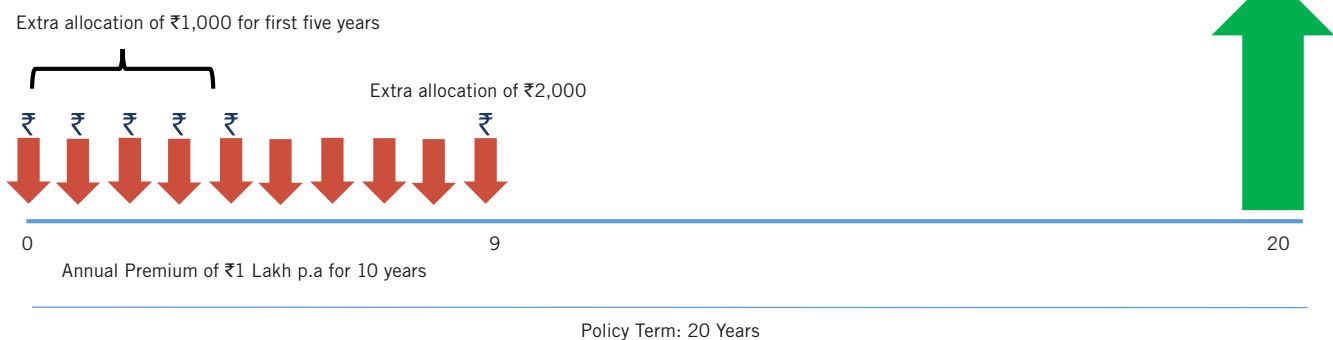 Extra allocation of ₹1,000 for first five years
Extra allocation of ₹2,000
₹ ₹ ₹ ₹ ₹ ₹
0 9 20
Annual Premium of ₹1 Lakh p.a for 10 years
Policy Term: 20 Years